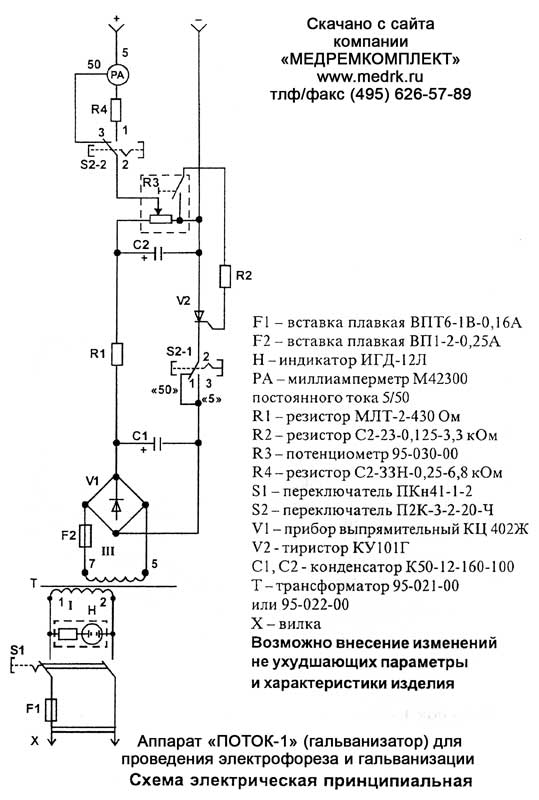 Скачано с сайта
компании
«МЕДРЕМКОМПЛЕКТ»
www.medrk.ru
тлф/факс (495) 626-57-89
+
–
5
50
PA
R4
3
1
S2-2
2
R3
C2
+
R2
V2
R1
S2-1
2
1
3
«50»
«5»
C1
+
V1
F2
III
7
5
T
1
I
2
H
S1
F1
X
F1 – вставка плавкая ВПТ6-1В-0,16А
F2 – вставка плавкая ВП1-2-0,25А
Н – индикатор ИГД-12Л
РА – миллиамперметр М42300
постоянного тока 5/50
R1 – резистор МЛТ-2-430 Ом
R2 – резистор С2-23-0,125-3,3 кОм
R3 – потенциометр 95-030-00
R4 – резистор С2-33Н-0,25-6,8 кОм
S1 – переключатель ПКн41-1-2
S2 – переключатель П2К-3-2-20-Ч
V1 – прибор выпрямительный КЦ 402Ж
V2 - тиристор КУ101Г
С1, С2 - конденсатор К50-12-160-100
Т – трансформатор 95-021-00
или 95-022-00
Х – вилка
Возможно внесение изменений
не ухудшающих параметры
и характеристики изделия
Аппарат «ПОТОК-1» (гальванизатор) для
проведения электрофореза и гальванизации
Схема электрическая принципиальная